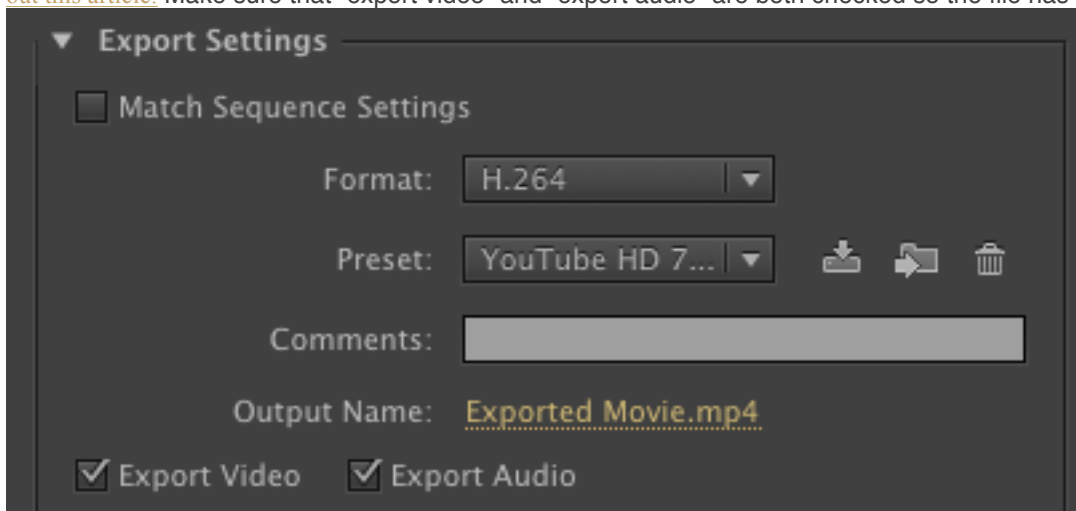 out this article. Make sure that "export video" and "export audio" are both checked so the file has
Export Settings
Match Sequence Settings
Format: H.264
Preset: YouTube HD 7...
Comments:
Output Name: Exported Movie.mp4
Export Video Export Audio